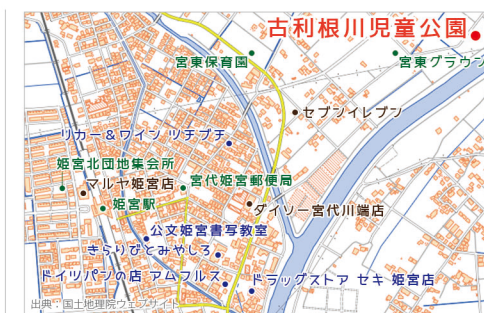 古利根川児童公園
宮東保育園
宮東グラウン
セブンイレブン
リカー＆ワイン ツチブチ
姫宮北団地集会所
マルヤ姫宮店
宮代姫宮郵便局
姫宮駅
ダイソー宮代川端店
公文姫宮書写教室
きらりびとみやしろ
ドイツパンの店 アムフルス
ドラッグストア セキ 姫宮店
出典：国土地理院ウェブサイト